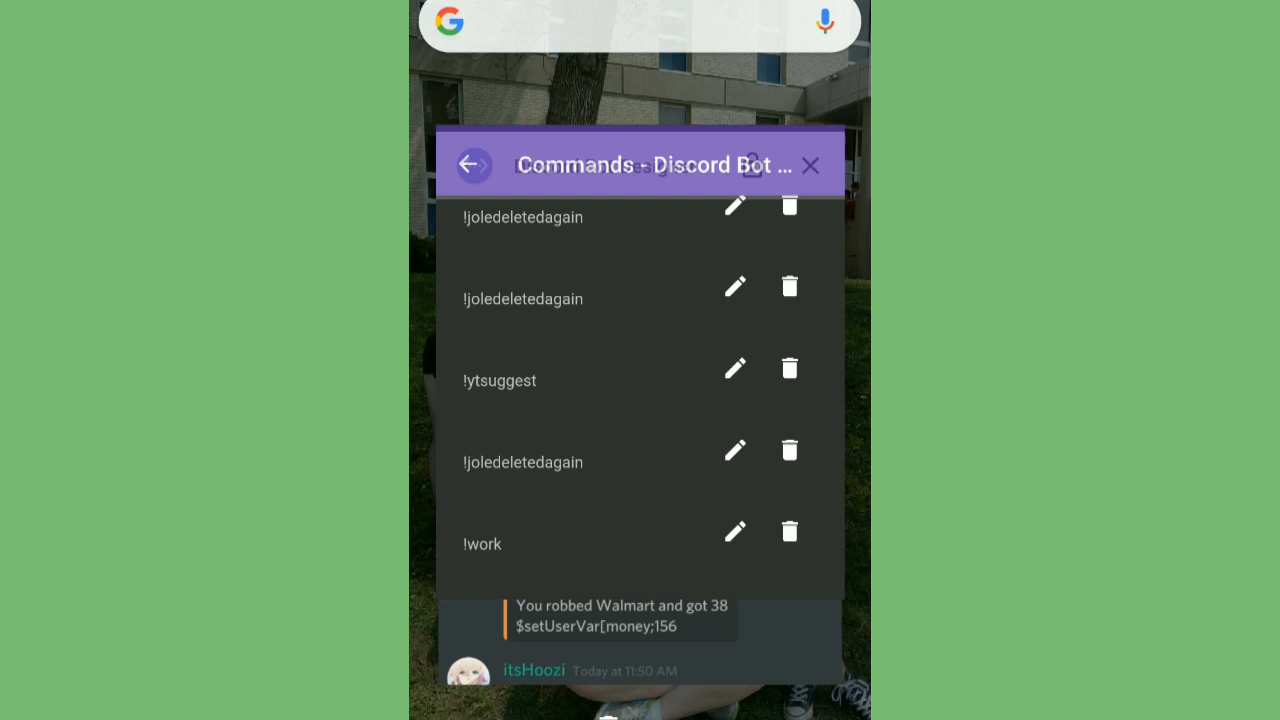 Commands - Discord Bot ...
!joledeletedagain
!joledeletedagain
!ytsuggest
!joledeletedagain
!work
You robbed Walmart and got 38
$setUserVar[money;156
itsHoozi Today at 11:50 AM